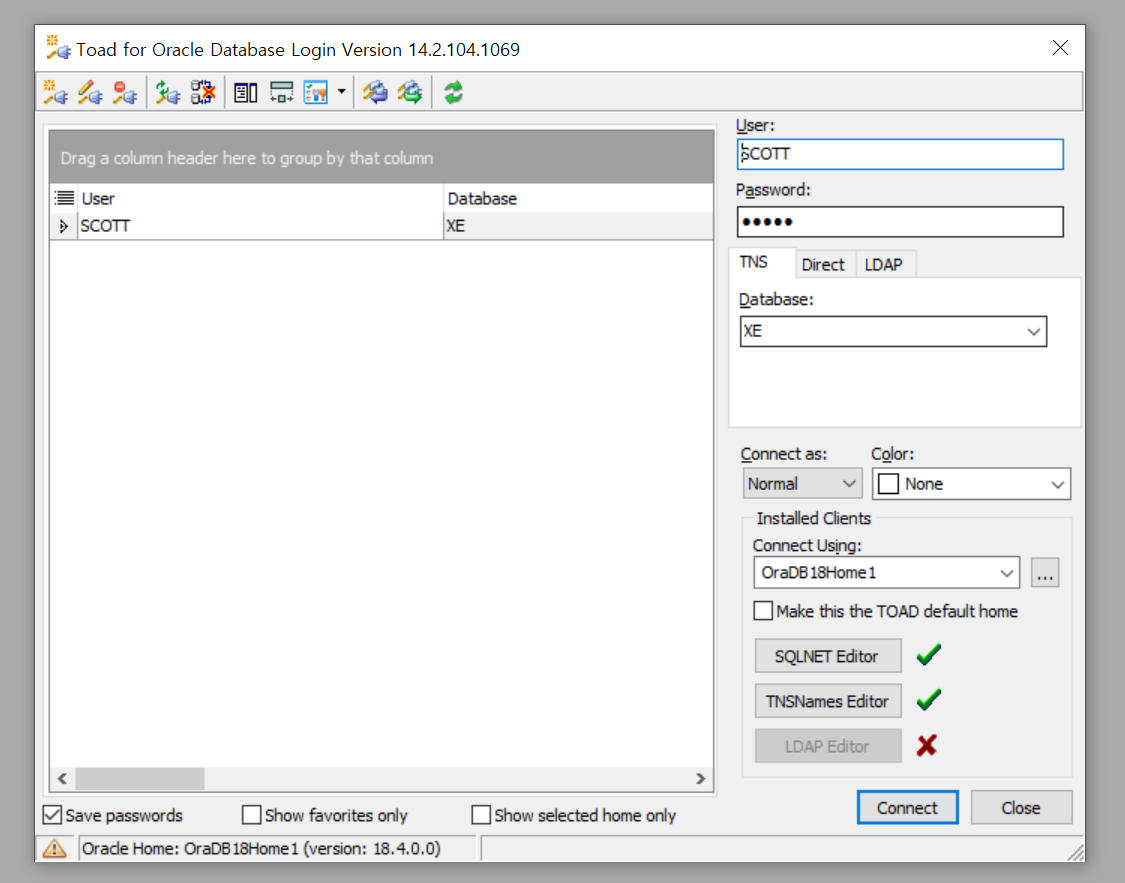 Toad for Oracle Database Login Version 14.2.104.1069
Drag a column header here to group by that column
User Database
SCOTT XE
User:
SCOTT
Password:
•••••
TNS Direct LDAP
Database:
XE
Connect as: Color:
Normal None
Installed Clients
Connect Using:
OraDB18Home1 ...
Make this the TOAD default home
SQLNET Editor
TNSNames Editor
LDAP Editor
Save passwords Show favorites only Show selected home only
Connect Close
Oracle Home: OraDB18Home1 (version: 18.4.0.0)